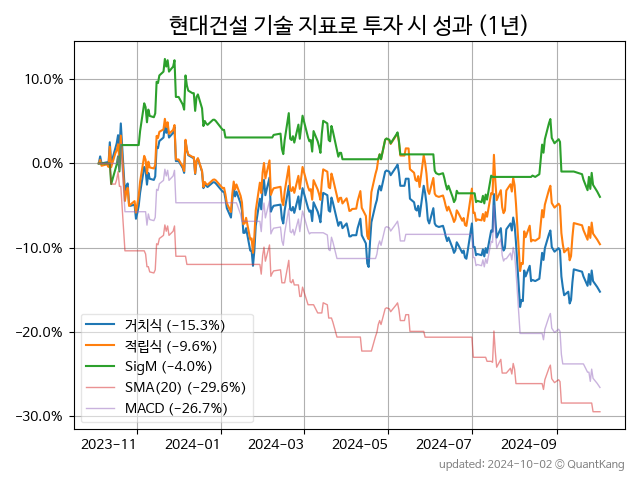 현대건설 기술 지표로 투자 시 성과 (1년)
10.0%
0.0%
−10.0%
−20.0%
−30.0%
거치식 (−15.3%)
적립식 (−9.6%)
SigM (−4.0%)
SMA(20) (−29.6%)
MACD (−26.7%)
2023−11 2024−01 2024−03 2024−05 2024−07 2024−09
updated: 2024−10−02 © QuantKang